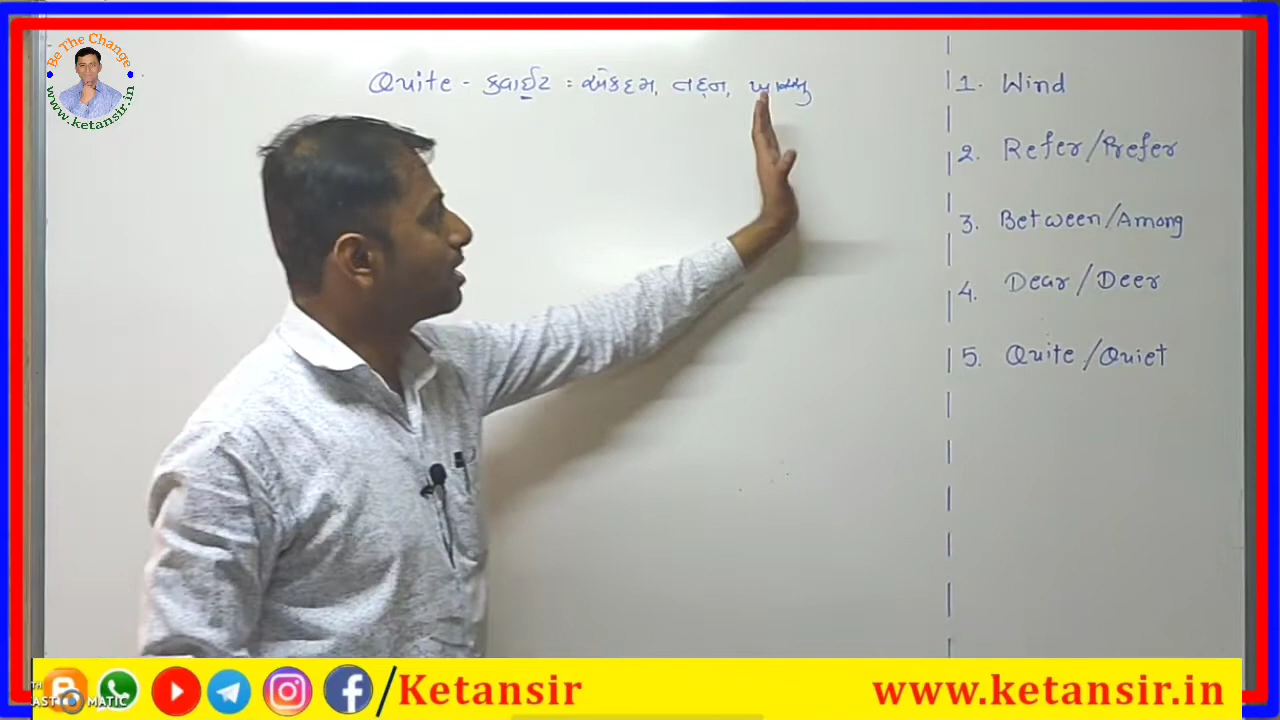 Be The Change
www.ketansir.in
Quite - ક્વાઈટ : એકદમ, તદ્દન,
1. Wind
2. Refer/Prefer
3. Between/Among
4. Dear/Deer
5. Quite/Quiet
/Ketansir
www.ketansir.in